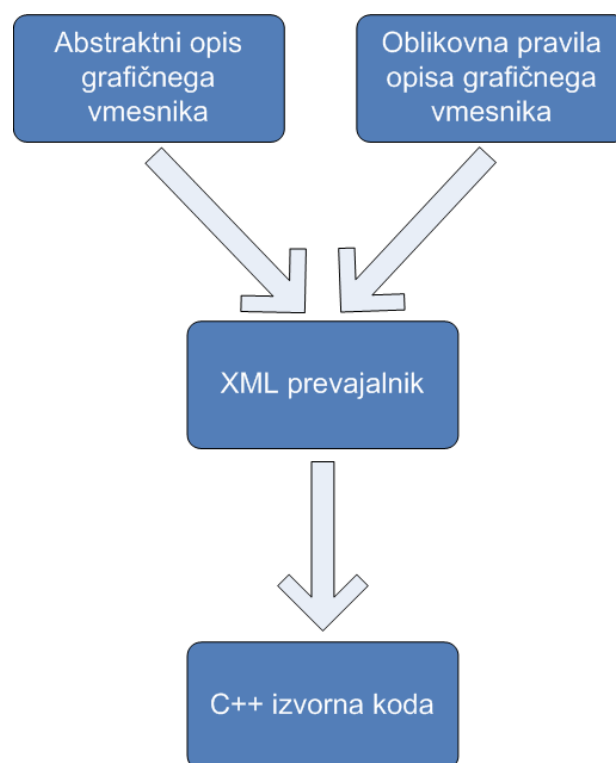 Abstraktni opis
grafičnega
vmesnika
Oblikovna pravila
opisa grafičnega
vmesnika
XML prevajalnik
C++ izvorna koda